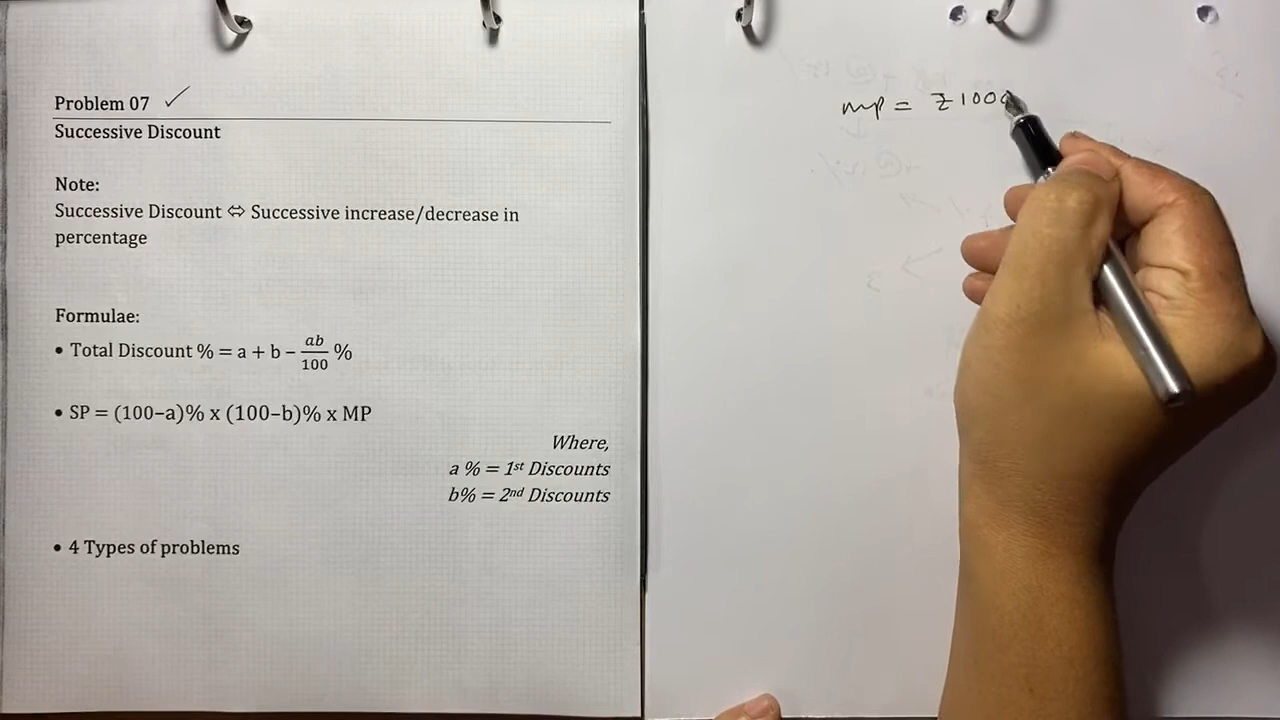 Problem 07 ✓
Successive Discount
Note:
Successive Discount ⇔ Successive increase/decrease in
percentage
Formulae:
• Total Discount % = a + b – ab/100 %
• SP = (100–a)% x (100–b)% x MP
Where,
a % = 1st Discounts
b% = 2nd Discounts
• 4 Types of problems
mp = ₹1000